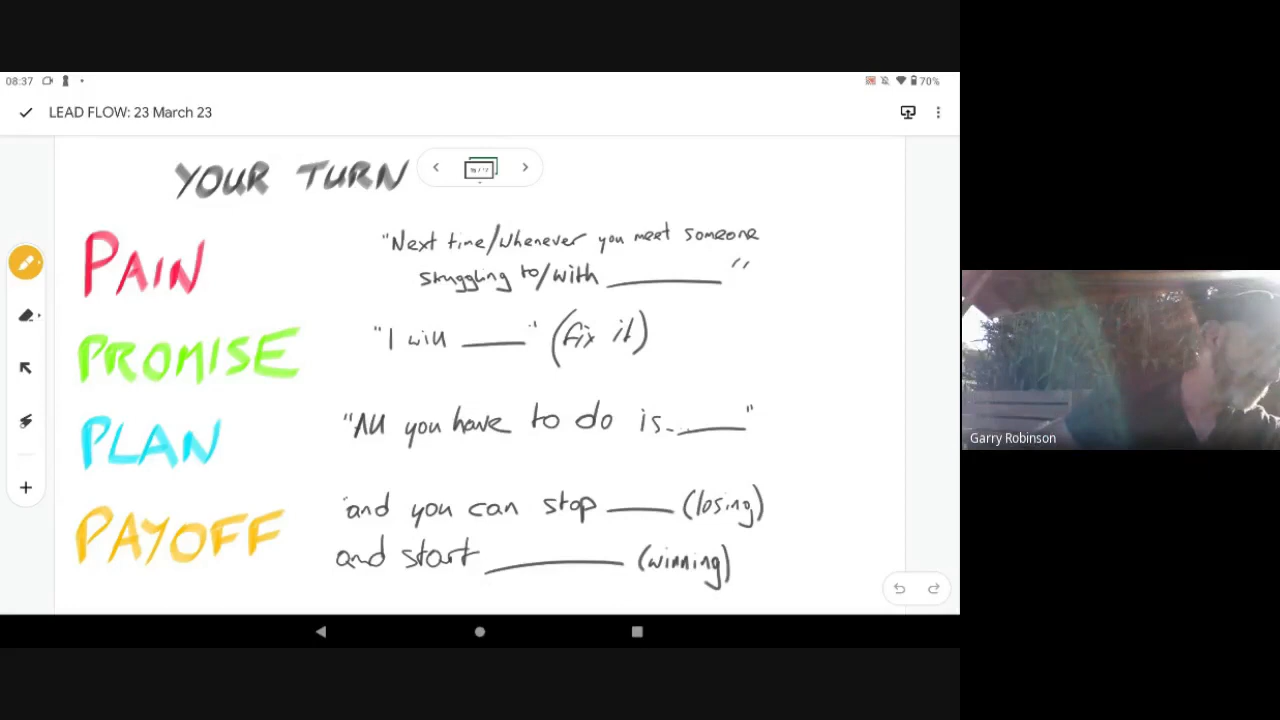 08:37
70%
LEAD FLOW: 23 March 23
YOUR TURN
PAIN
"Next time/whenever you meet someone
struggling to/with ______"
PROMISE
"I will ____" (fix it)
PLAN
"All you have to do is..____"
PAYOFF
and you can stop ____ (losing)
and start ______ (winning)
Garry Robinson